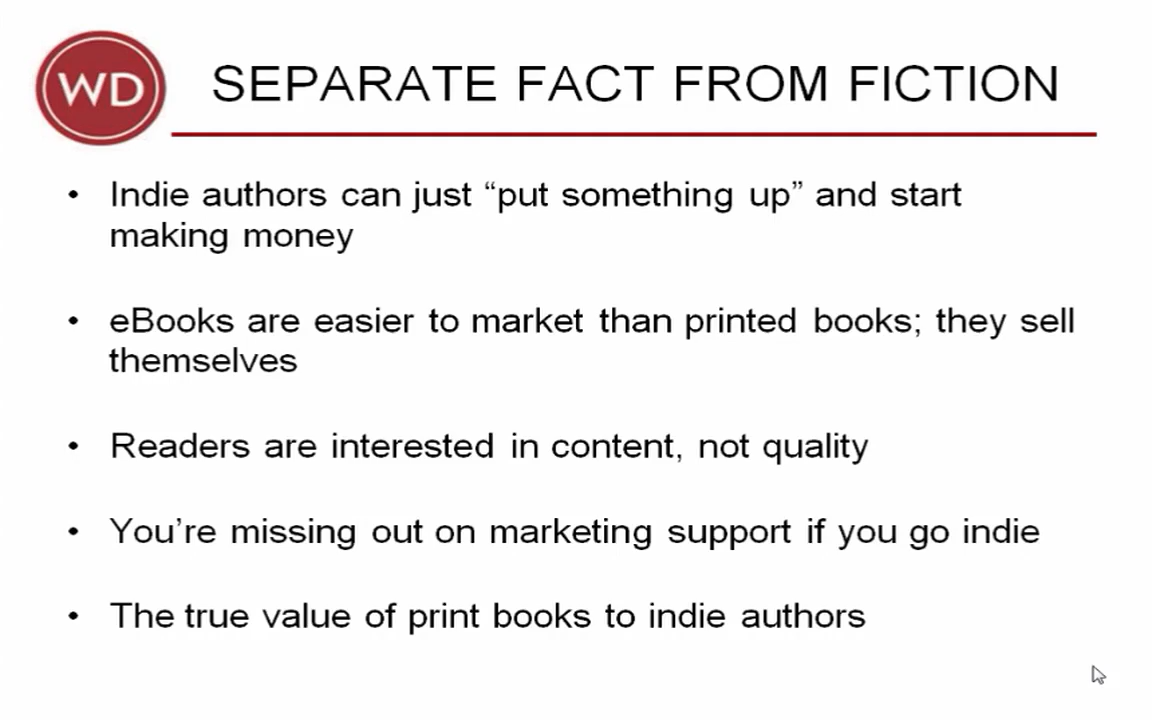 WD
SEPARATE FACT FROM FICTION
• Indie authors can just “put something up” and start
making money
• eBooks are easier to market than printed books; they sell
themselves
• Readers are interested in content, not quality
• You’re missing out on marketing support if you go indie
• The true value of print books to indie authors